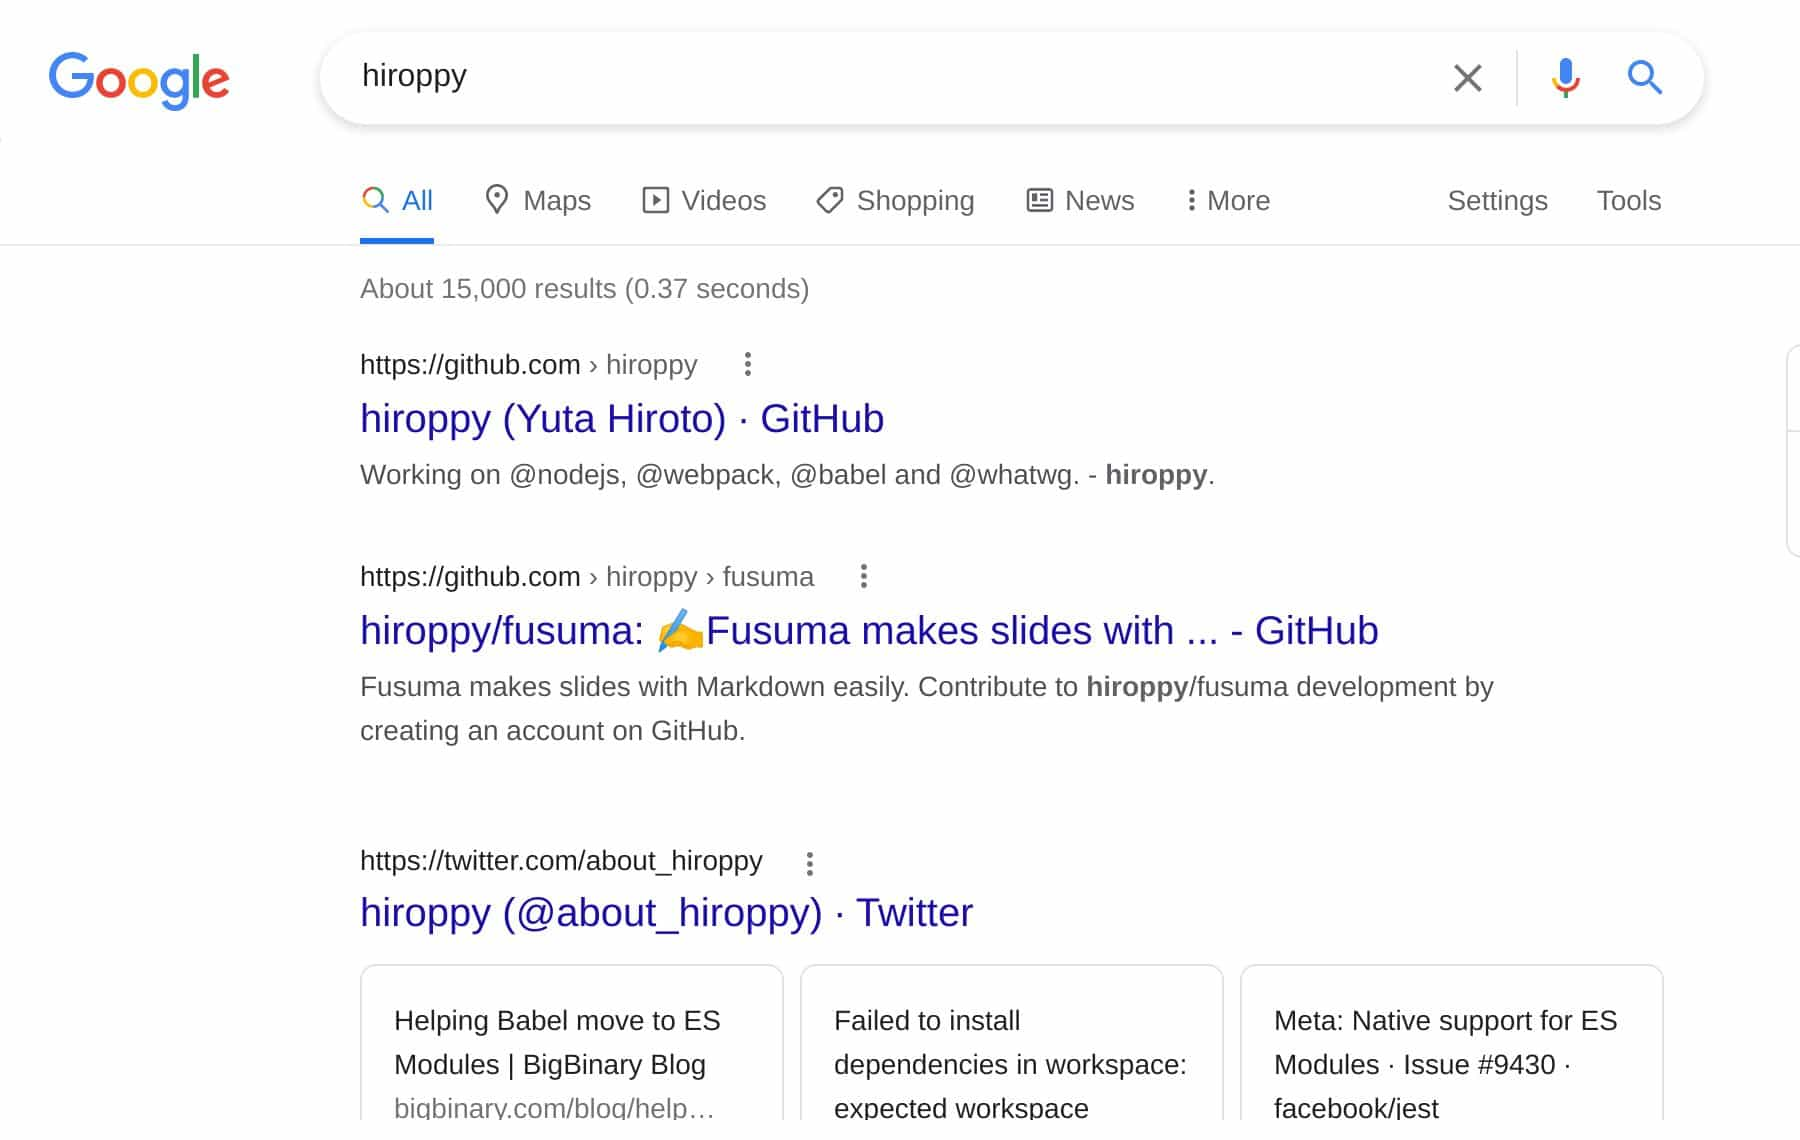 Google
hiroppy
All Maps Videos Shopping News More Settings Tools
About 15,000 results (0.37 seconds)
https://github.com › hiroppy
hiroppy (Yuta Hiroto) · GitHub
Working on @nodejs, @webpack, @babel and @whatwg. - hiroppy.
https://github.com › hiroppy › fusuma
hiroppy/fusuma: ✍Fusuma makes slides with ... - GitHub
Fusuma makes slides with Markdown easily. Contribute to hiroppy/fusuma development by
creating an account on GitHub.
https://twitter.com/about_hiroppy
hiroppy (@about_hiroppy) · Twitter
Helping Babel move to ES
Modules | BigBinary Blog
bigbinary.com/blog/help…
Failed to install
dependencies in workspace:
expected workspace
Meta: Native support for ES
Modules · Issue #9430 ·
facebook/jest